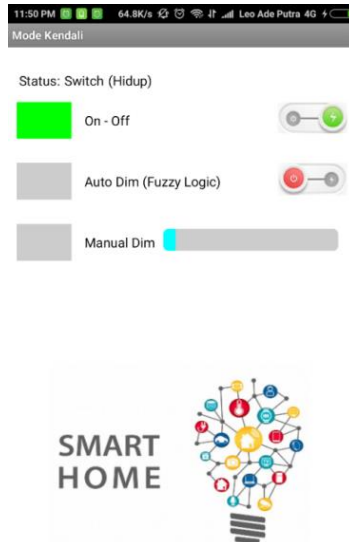 11:50 PM 64.8K/s Leo Ade Putra 4G
Mode Kendali
Status: Switch (Hidup)
On - Off
Auto Dim (Fuzzy Logic)
Manual Dim
SMART
HOME